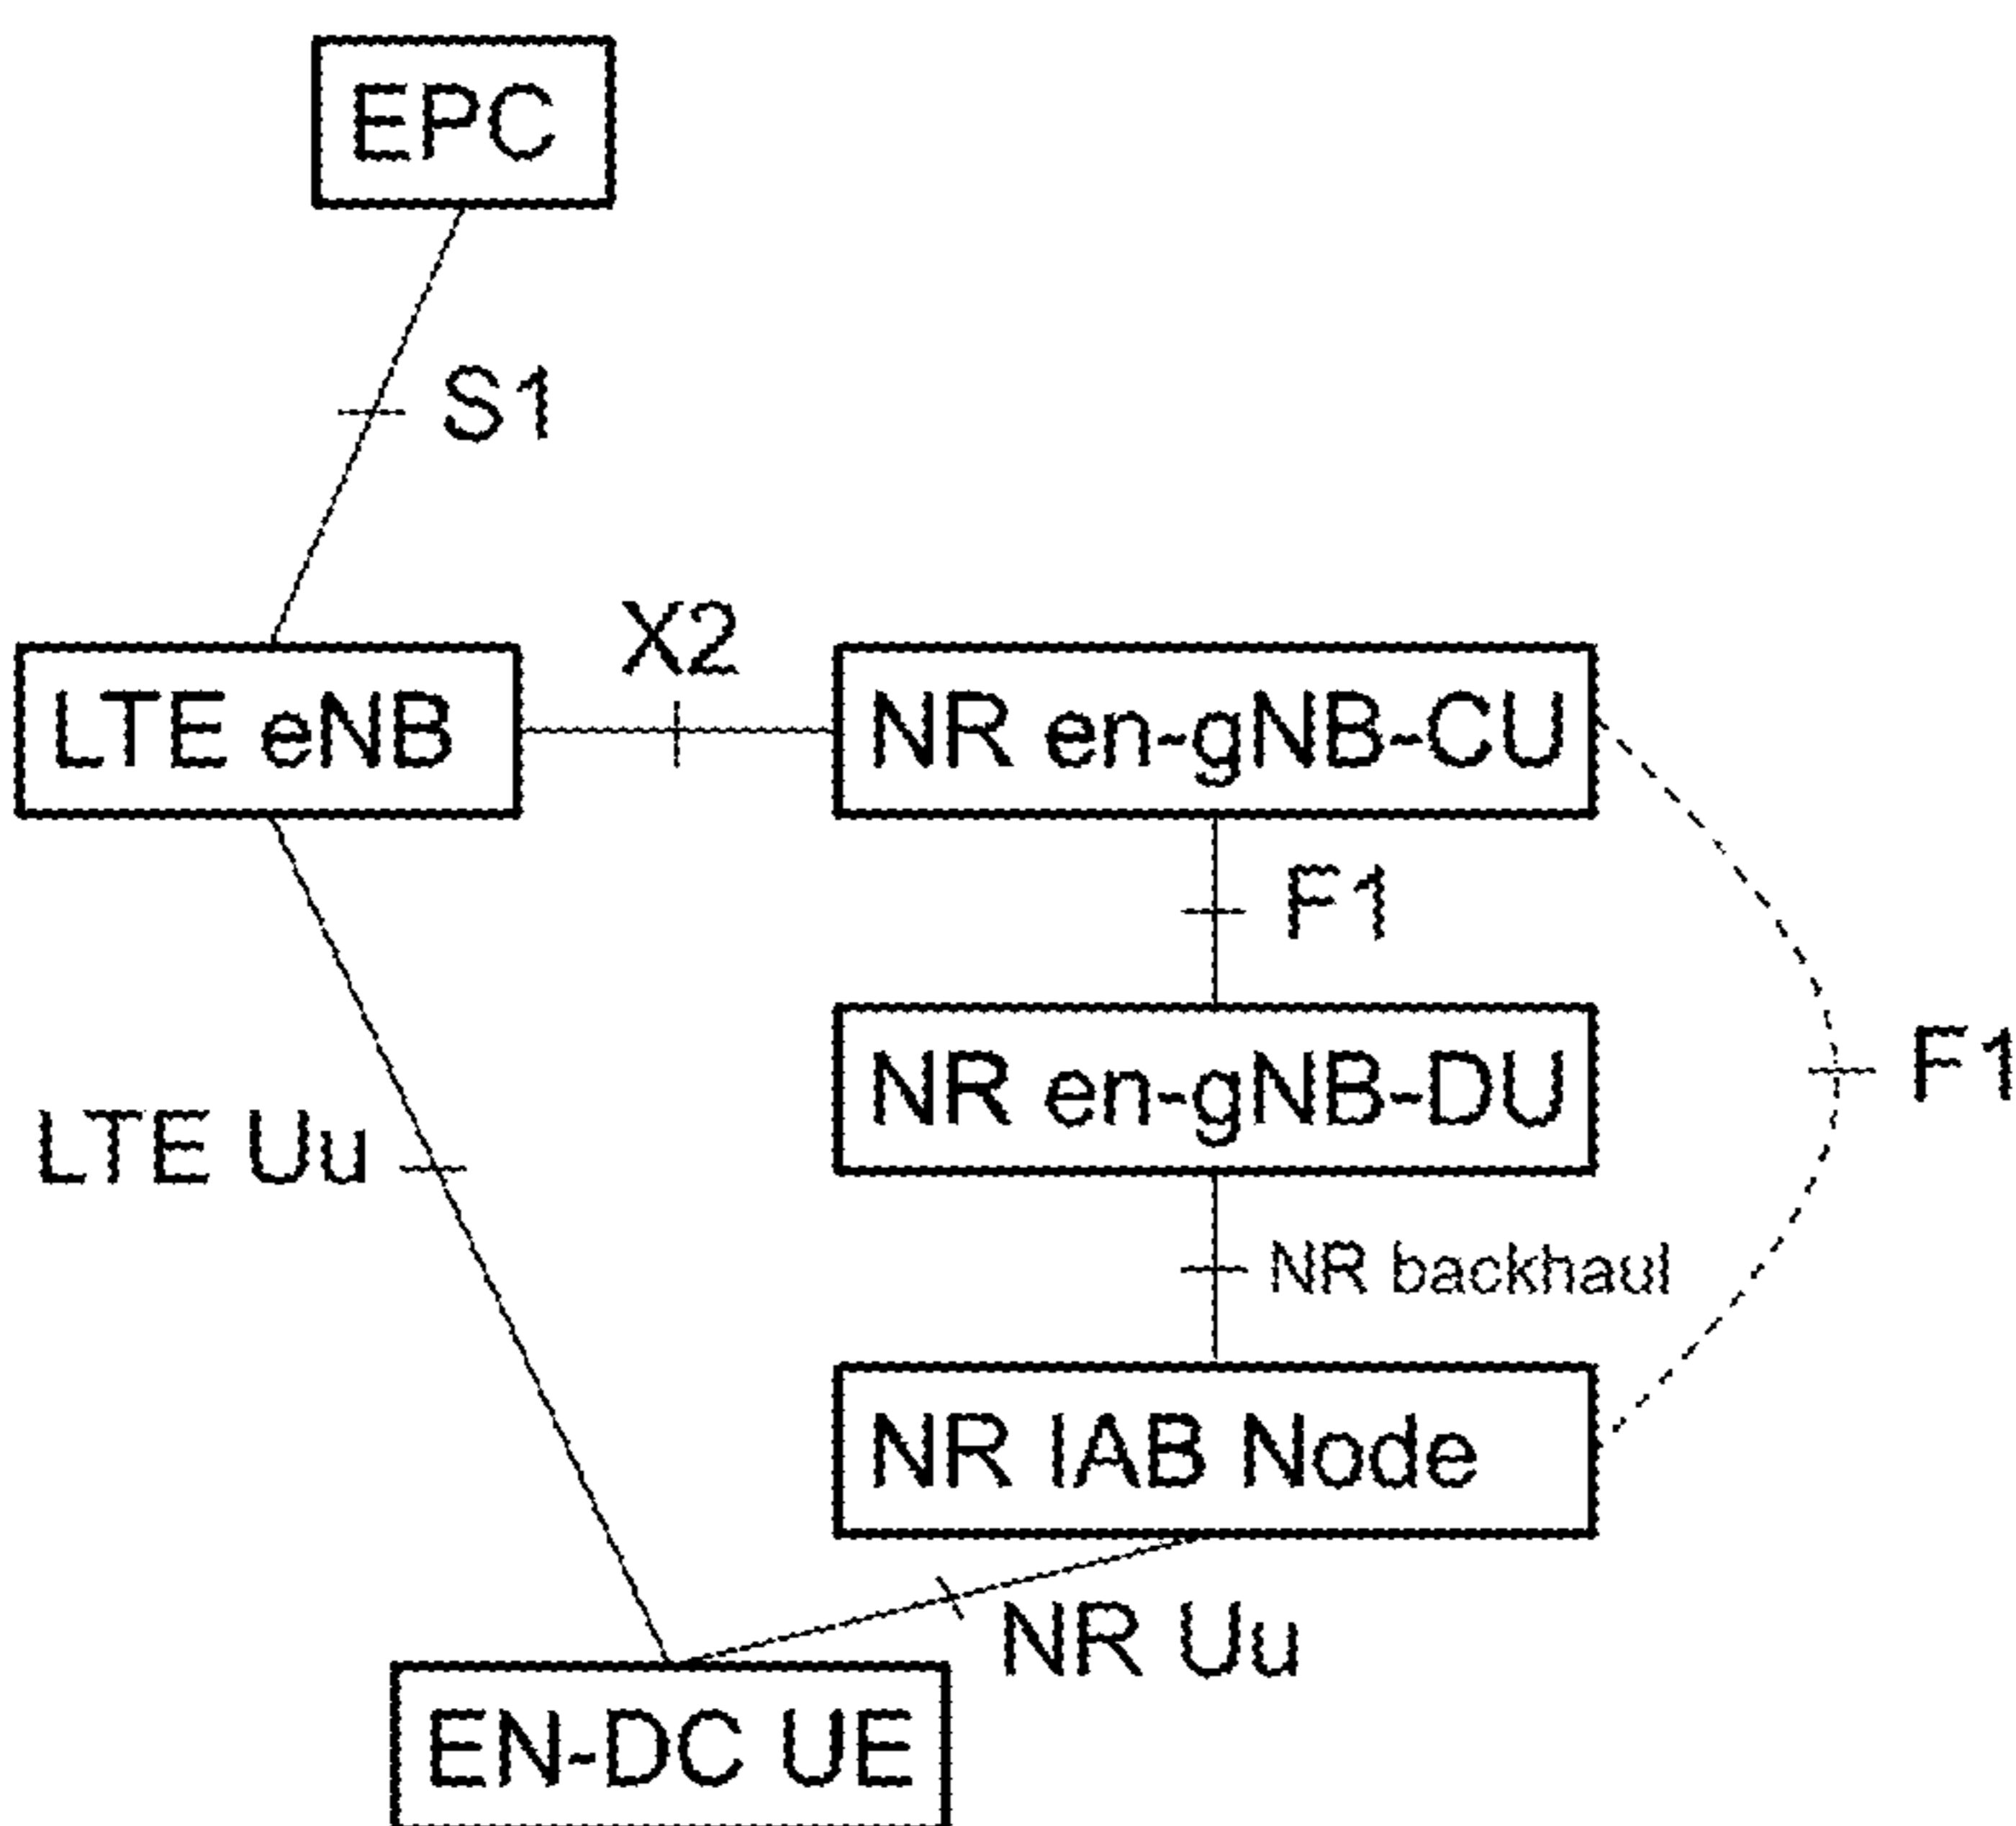 EPC
S1
X2
LTE eNB
NR en-gNB-CU
F1
NR en-gNB-DU
F1
LTE Uu
NR backhaul
NR IAB Node
NR Uu
EN-DC UE